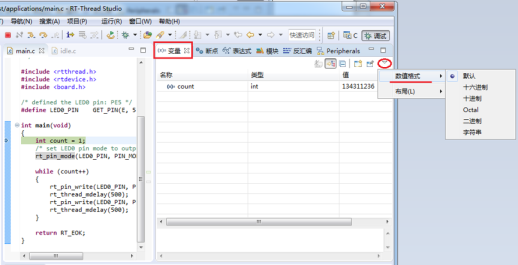 st/applications/main.c - RT-Thread Studio
Peripherals
导航(N) 搜索(A) 项目(P) 运行(R) 窗口(W) 帮助(H)
快速访问
C
调试
main.c
idle.c
#include <rtthread.h>
#include <rtdevice.h>
#include <board.h>
/* defined the LED0 pin: PE5 */
#define LED0_PIN GET_PIN(E, 5
int main(void)
{
int count = 1;
/* set LED0 pin mode to outp
rt_pin_mode(LED0_PIN, PIN_MO
while (count++)
{
rt_pin_write(LED0_PIN, P
rt_thread_mdelay(500);
rt_pin_write(LED0_PIN, P
rt_thread_mdelay(500);
}
return RT_EOK;
}
(x)= 变量
断点
表达式
模块
反汇编
Peripherals
名称 类型 值
(x)= count int 134311236
数值格式
布局(L)
默认
十六进制
十进制
Octal
二进制
字符串